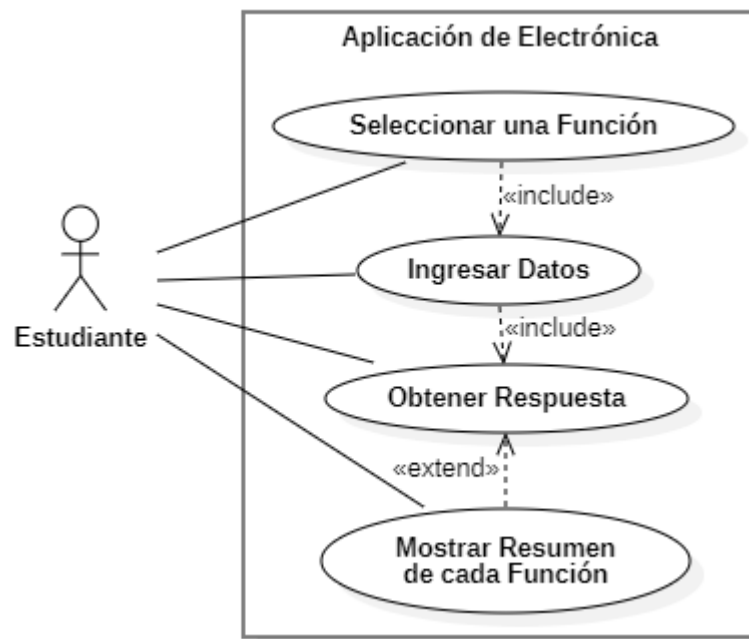 Aplicación de Electrónica
Seleccionar una Función
«include»
Ingresar Datos
«include»
Estudiante
Obtener Respuesta
«extend»
Mostrar Resumen
de cada Función